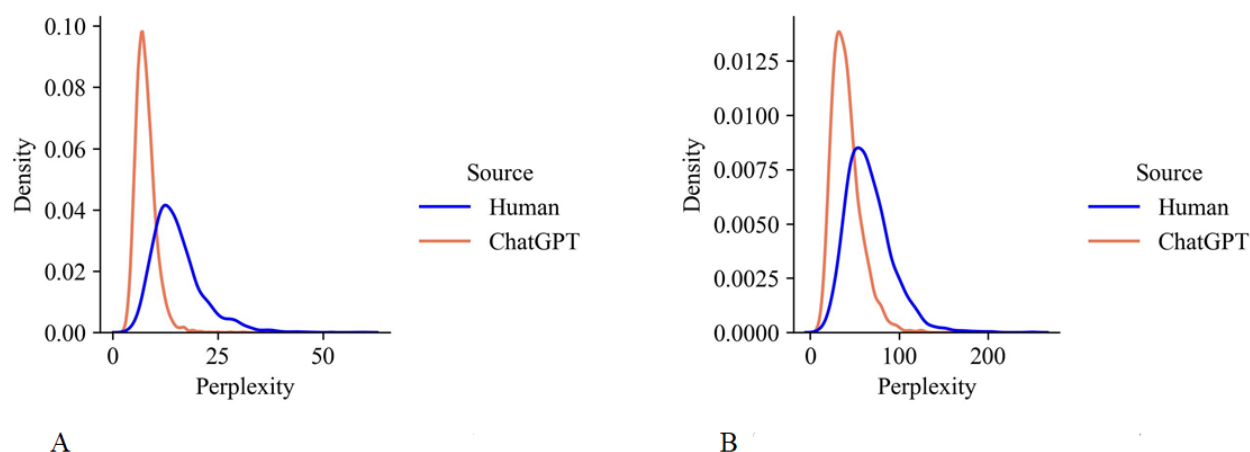 0.10
0.08
0.06
0.04
0.02
0.00
Density
0 25 50
Perplexity
Source
Human
ChatGPT
A
0.0125
0.0100
0.0075
0.0050
0.0025
0.0000
Density
0 100 200
Perplexity
Source
Human
ChatGPT
B